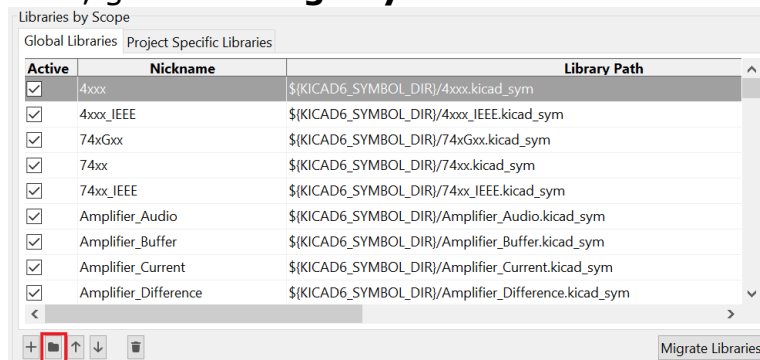 Libraries by Scope
Global Libraries Project Specific Libraries
Active Nickname Library Path
4xxx ${KICAD6_SYMBOL_DIR}/4xxx.kicad_sym
4xxx_IEEE ${KICAD6_SYMBOL_DIR}/4xxx_IEEE.kicad_sym
74xGxx ${KICAD6_SYMBOL_DIR}/74xGxx.kicad_sym
74xx ${KICAD6_SYMBOL_DIR}/74xx.kicad_sym
74xx_IEEE ${KICAD6_SYMBOL_DIR}/74xx_IEEE.kicad_sym
Amplifier_Audio ${KICAD6_SYMBOL_DIR}/Amplifier_Audio.kicad_sym
Amplifier_Buffer ${KICAD6_SYMBOL_DIR}/Amplifier_Buffer.kicad_sym
Amplifier_Current ${KICAD6_SYMBOL_DIR}/Amplifier_Current.kicad_sym
Amplifier_Difference ${KICAD6_SYMBOL_DIR}/Amplifier_Difference.kicad_sym
Migrate Libraries